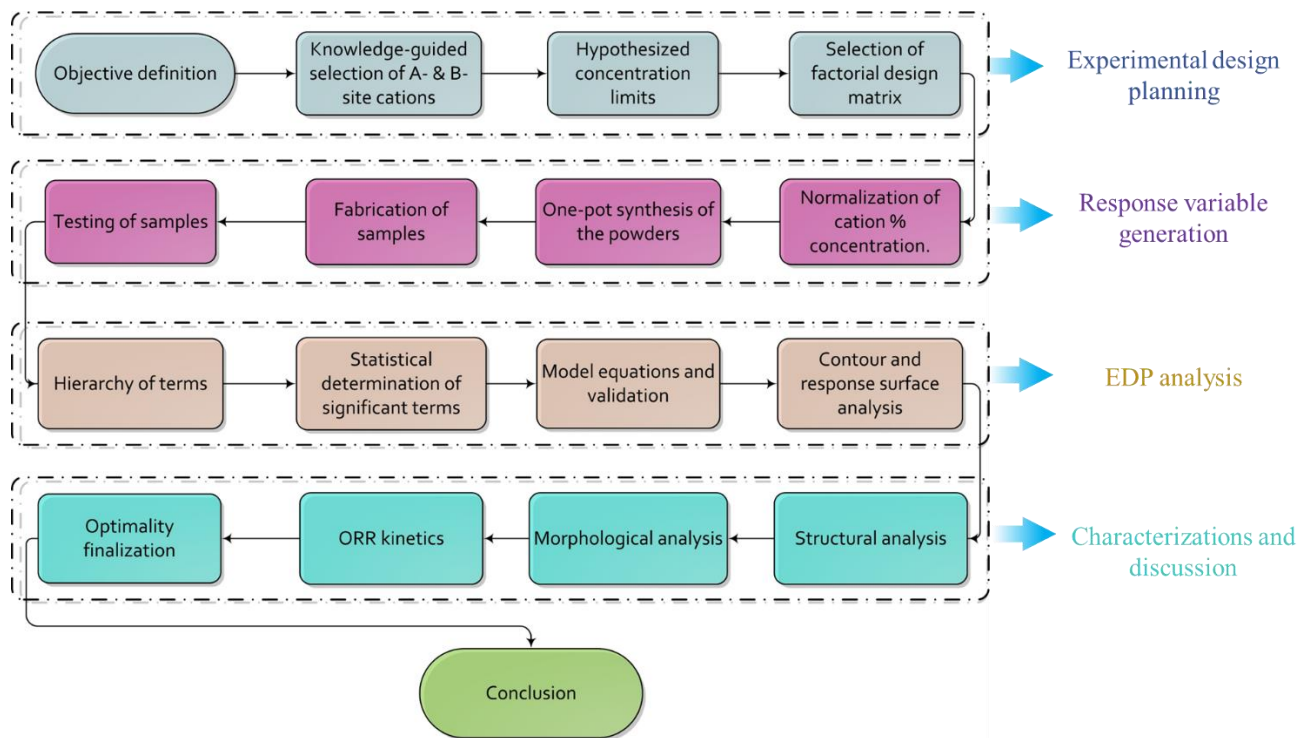 Objective definition
Knowledge-guided
selection of A- & B-
site cations
Hypothesized
concentration
limits
Selection of
factorial design
matrix
Experimental design
planning
Testing of samples
Fabrication of
samples
One-pot synthesis of
the powders
Normalization of
cation %
concentration.
Response variable
generation
Hierarchy of terms
Statistical
determination of
significant terms
Model equations and
validation
Contour and
response surface
analysis
EDP analysis
Optimality
finalization
ORR kinetics
Morphological analysis
Structural analysis
Characterizations and
discussion
Conclusion